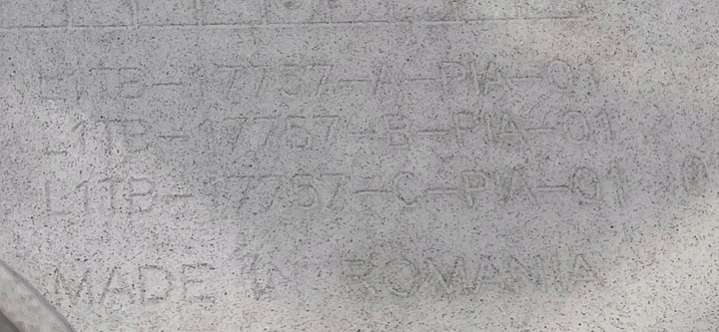 L1TB-17757-A-PIA-01
L1TB-17757-B-PIA-01
L1TB-17757-C-PIA-01
MADE IN ROMANIA